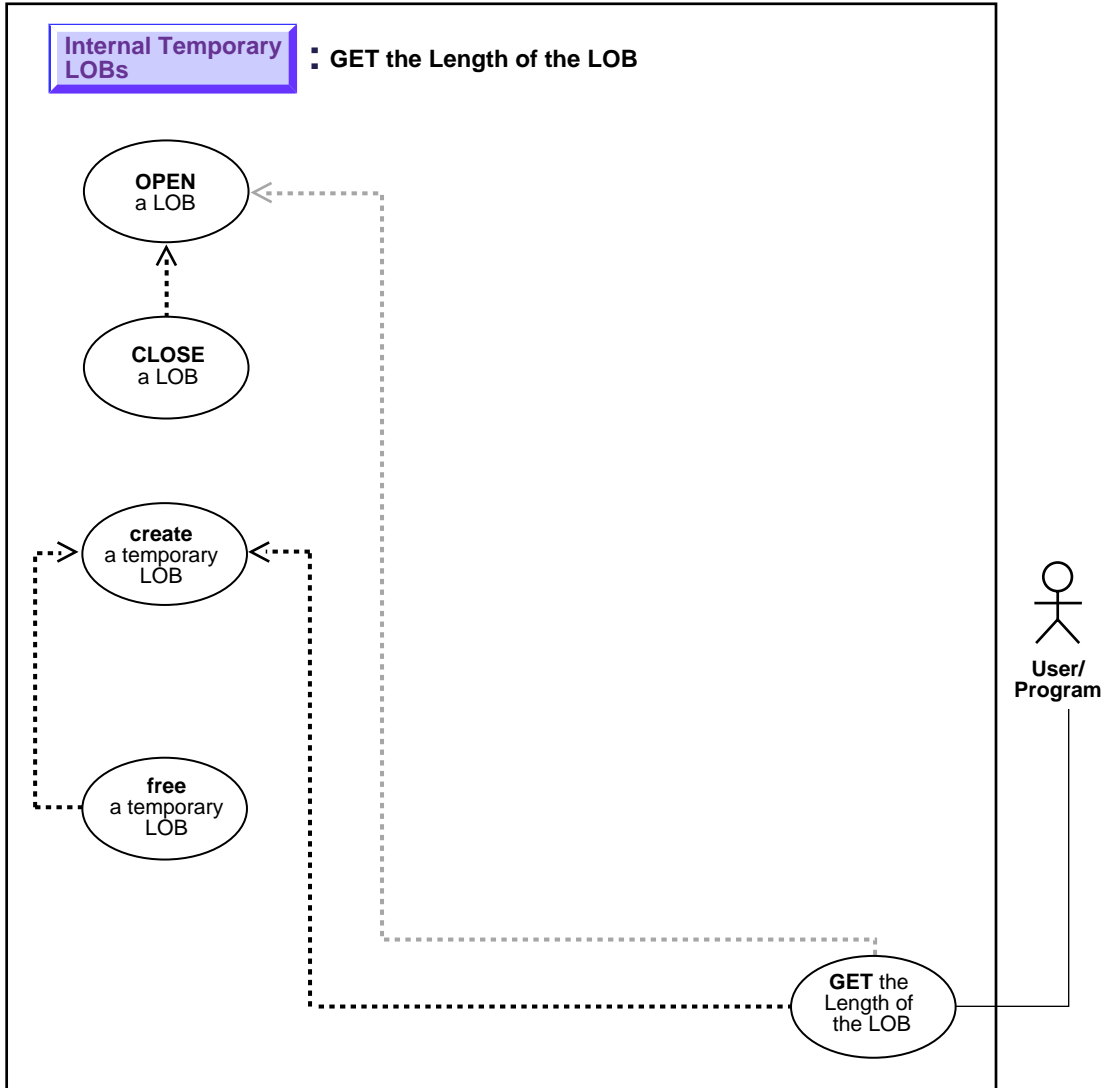 Internal Temporary
LOBs
: GET the Length of the LOB
OPEN
a LOB
CLOSE
a LOB
create
a temporary
LOB
User/
Program
free
a temporary
LOB
GET the
Length of
the LOB